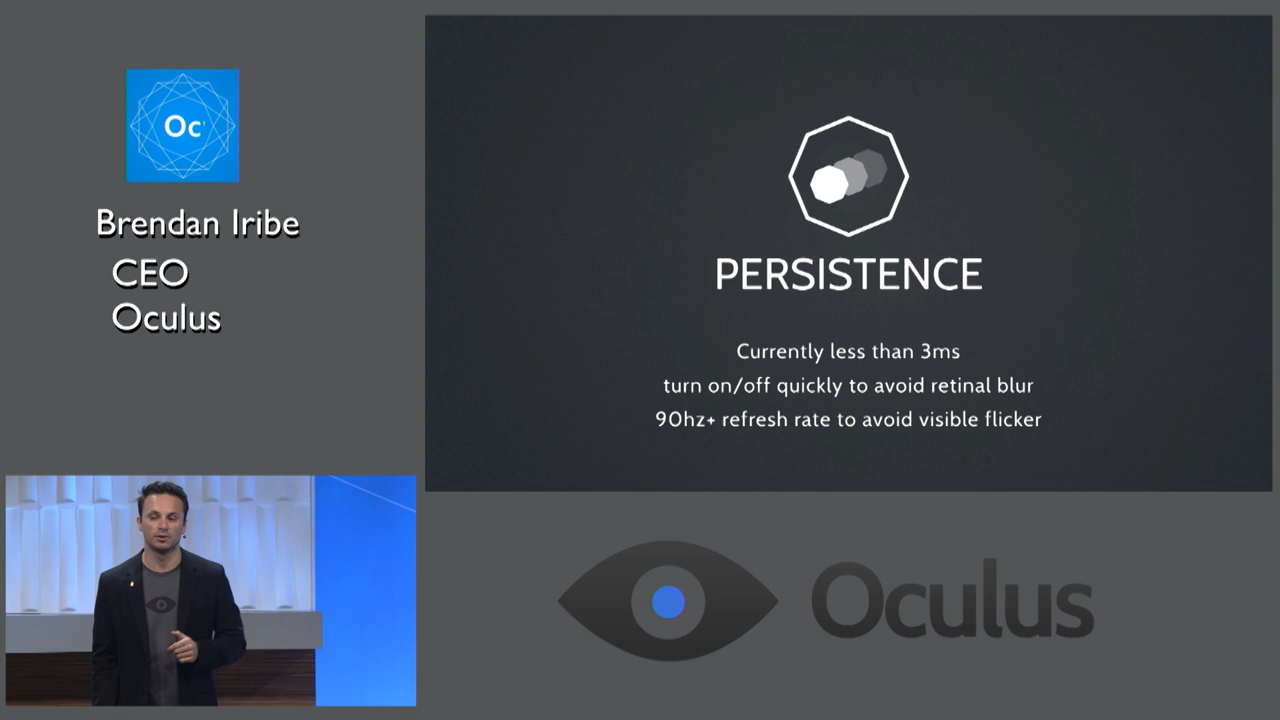 Oc
Brendan Iribe
CEO
Oculus
PERSISTENCE
Currently less than 3ms
turn on/off quickly to avoid retinal blur
90hz+ refresh rate to avoid visible flicker
Oculus